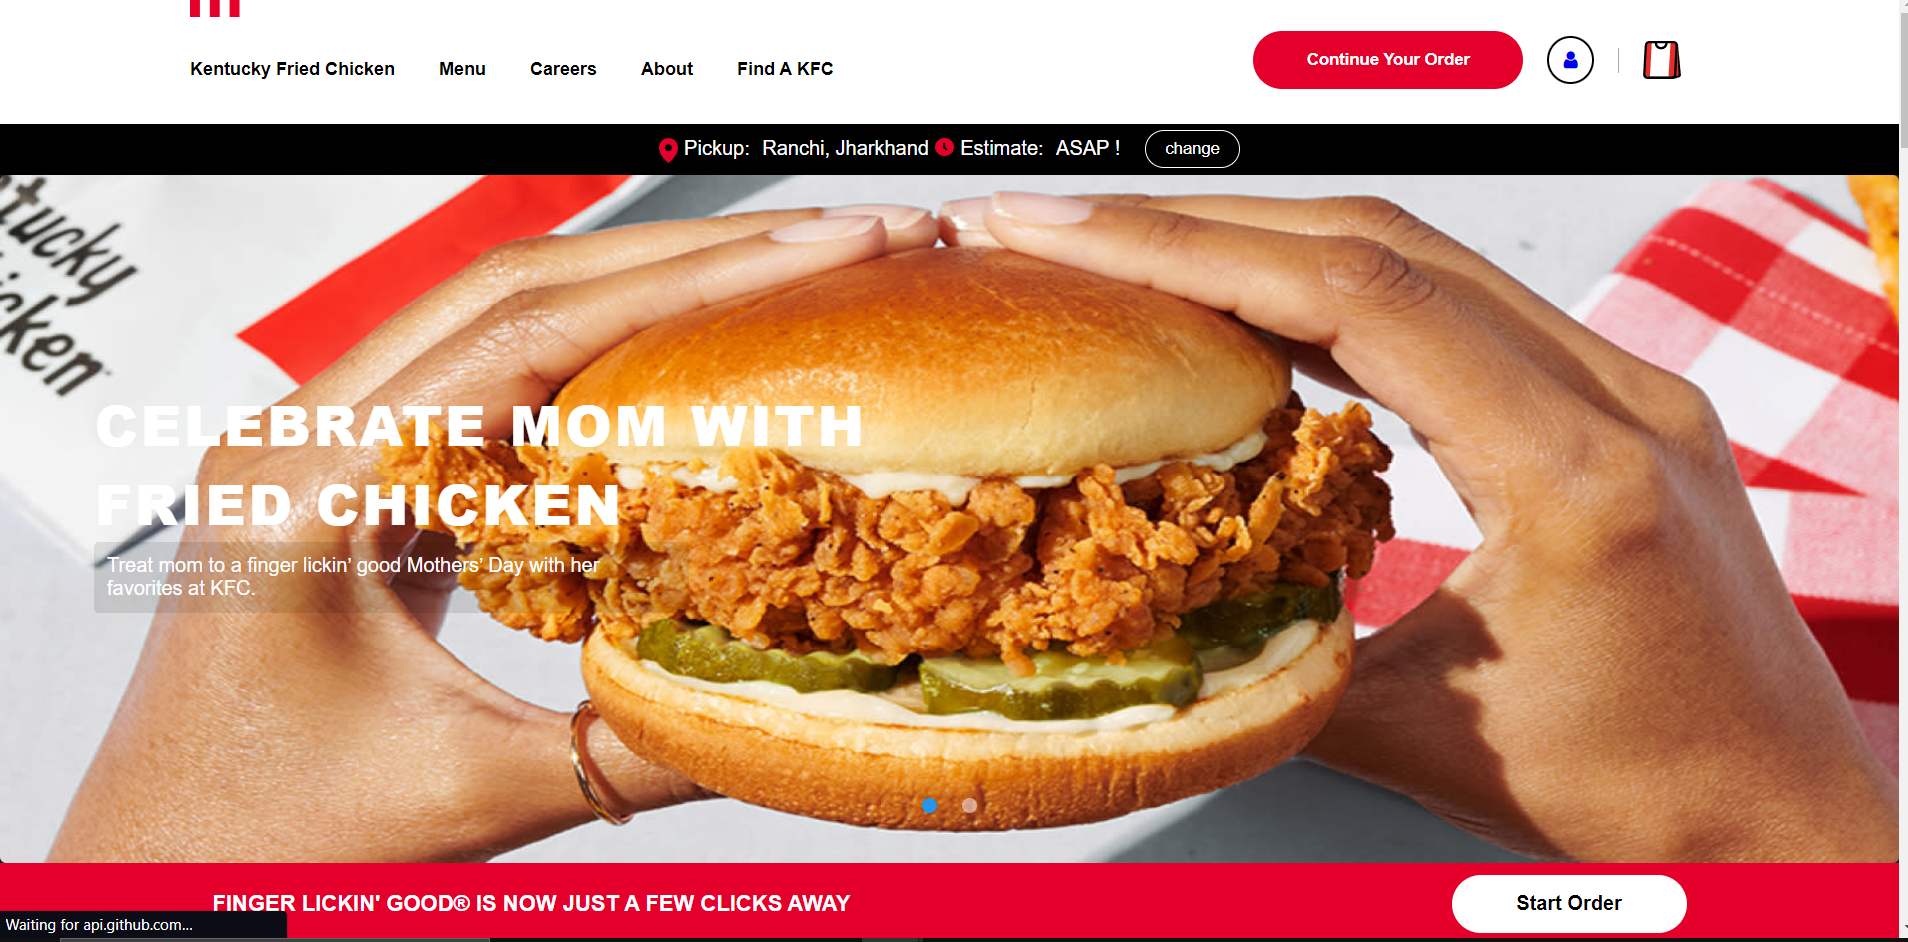 Kentucky Fried Chicken Menu Careers About Find A KFC
Continue Your Order
Pickup: Ranchi, Jharkhand Estimate: ASAP ! change
CELEBRATE MOM WITH
FRIED CHICKEN
Treat mom to a finger lickin’ good Mothers’ Day with her
favorites at KFC.
FINGER LICKIN' GOOD® IS NOW JUST A FEW CLICKS AWAY
Start Order
Waiting for api.github.com...